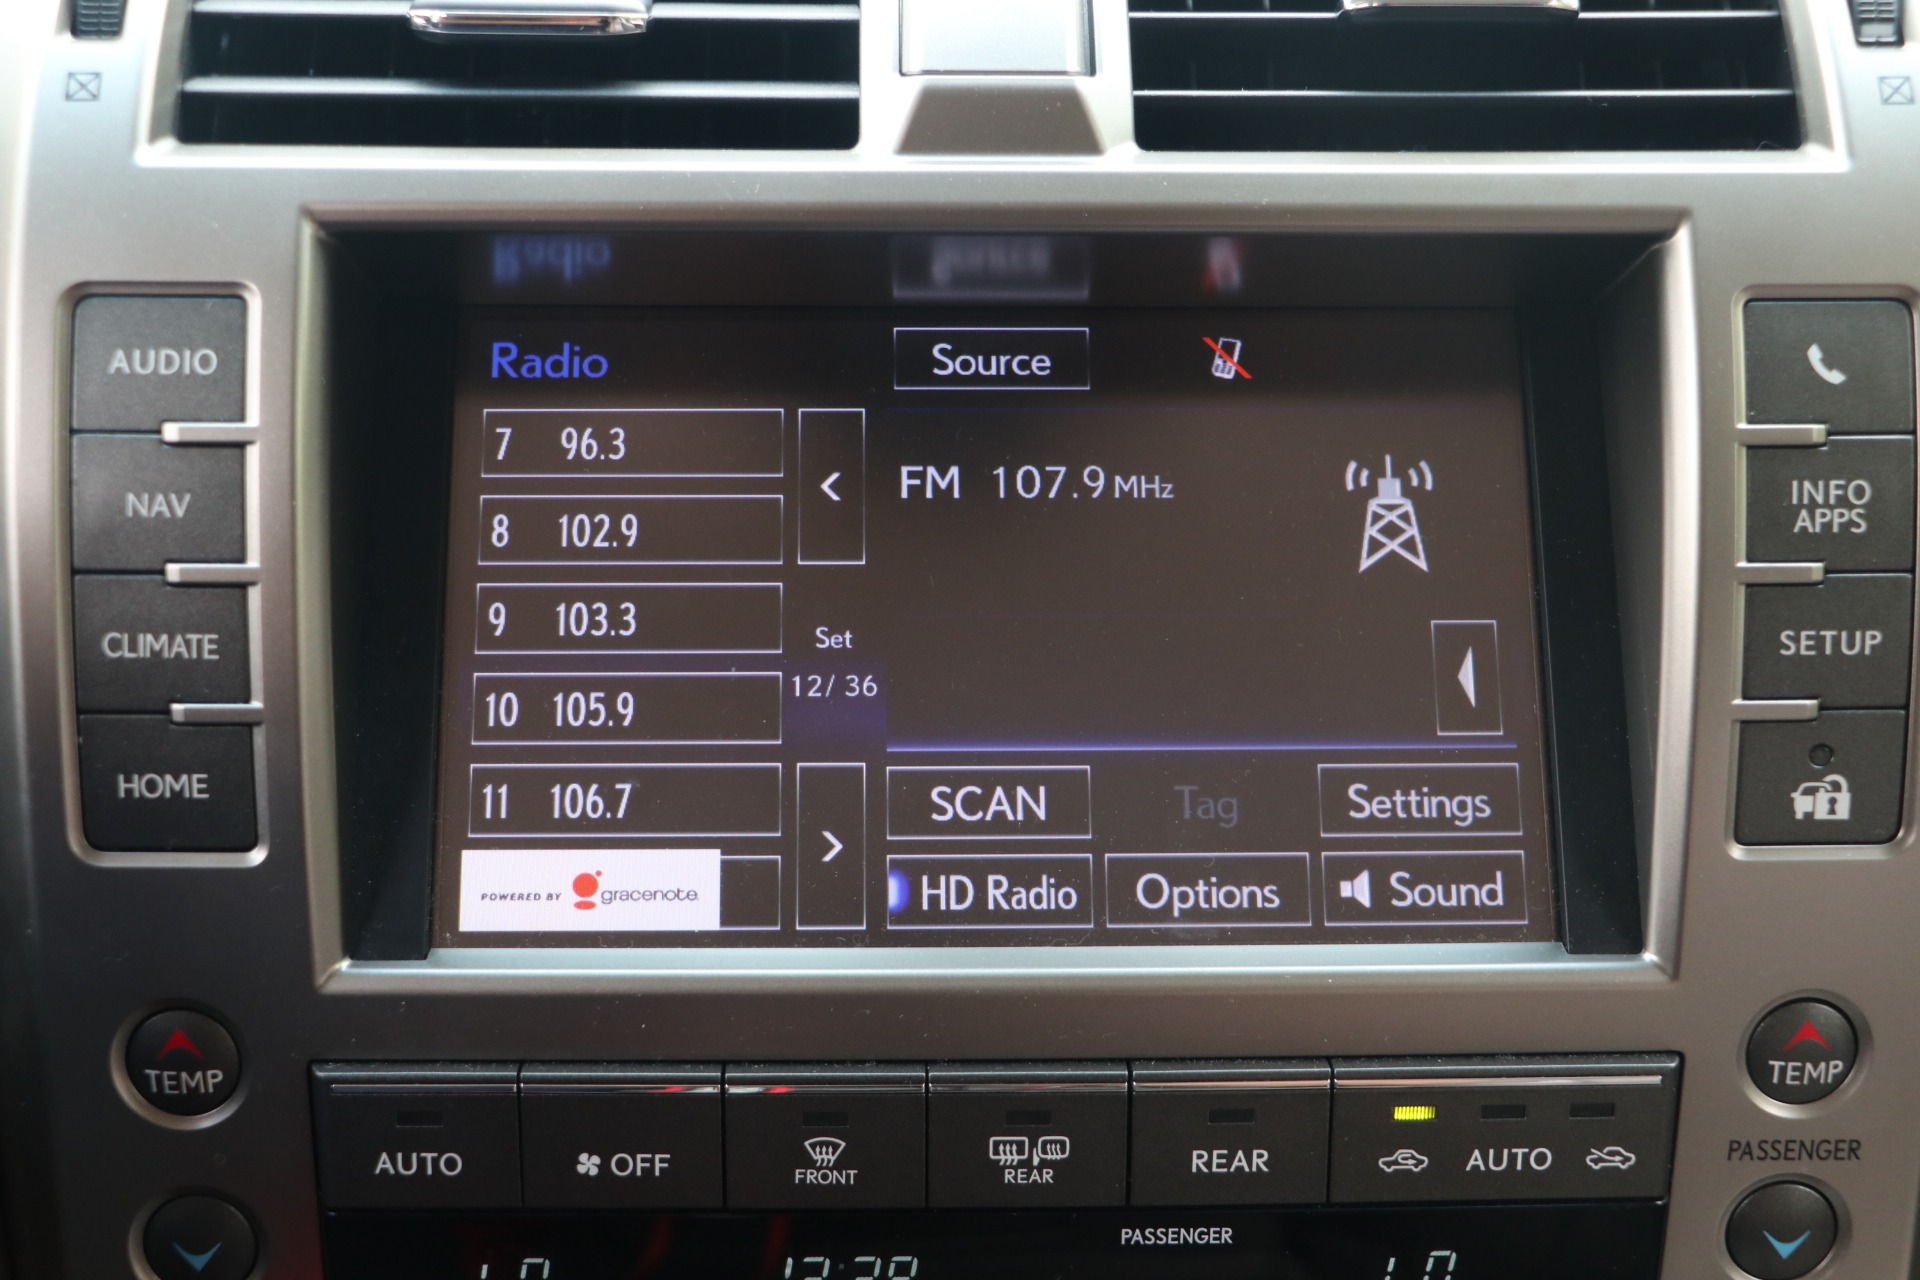 Radio
Source
7 96.3
8 102.9
9 103.3
10 105.9
11 106.7
POWERED BY gracenote.
<
Set
12/ 36
>
FM 107.9 MHz
SCAN
Tag
Settings
HD Radio
Options
Sound
AUDIO
NAV
CLIMATE
HOME
INFO
APPS
SETUP
TEMP
TEMP
AUTO
OFF
FRONT
REAR
REAR
AUTO
PASSENGER
PASSENGER